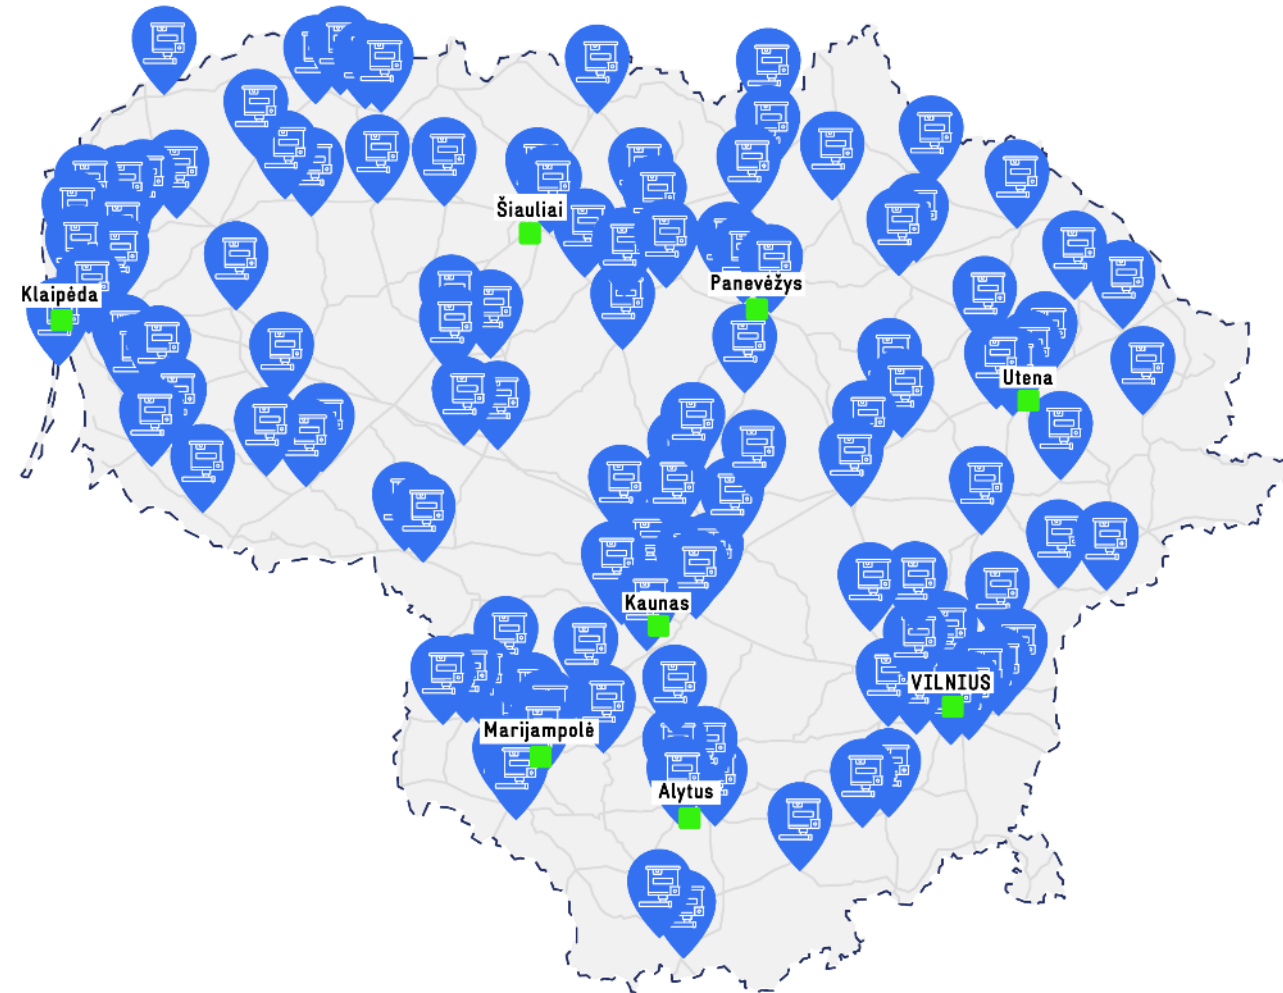 Šiauliai
Panevėžys
Klaipėda
Utena
Kaunas
VILNIUS
Marijampolė
Alytus